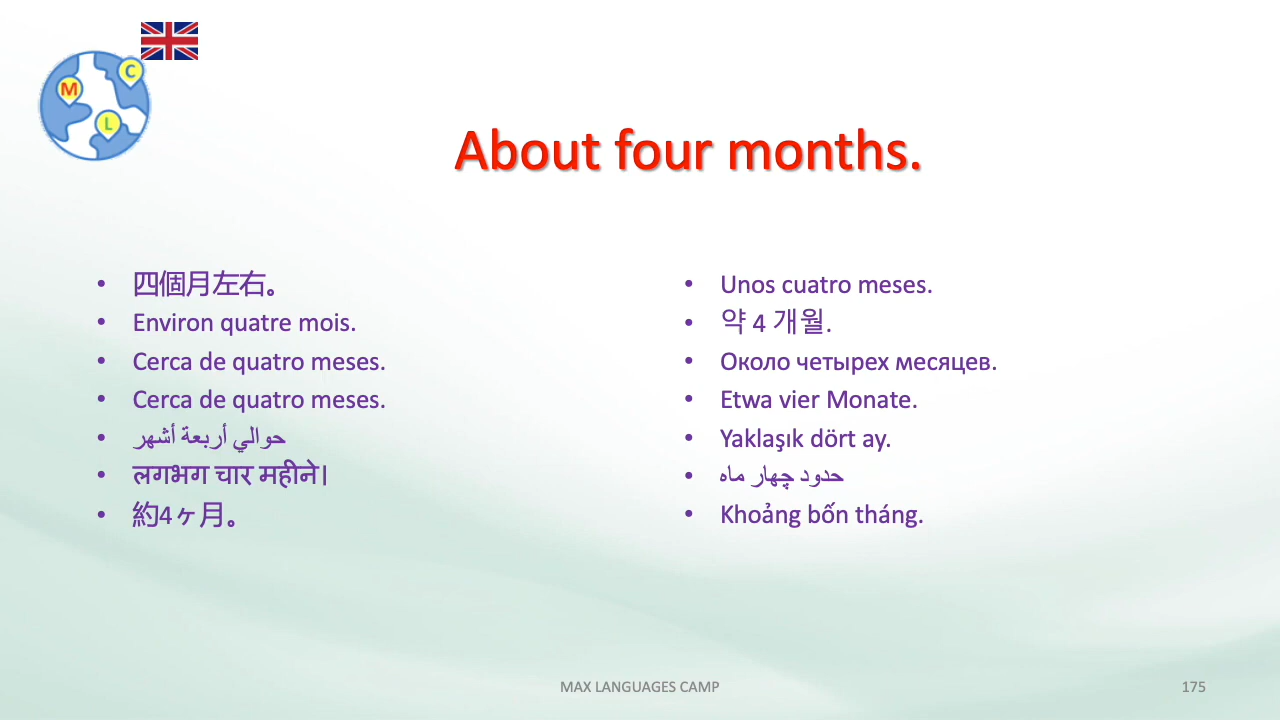 C
M
L
About four months.
• 四個月左右。
• Environ quatre mois.
• Cerca de quatro meses.
• Cerca de quatro meses.
• حوالي أربعة أشهر
• लगभग चार महीने।
• 約4ヶ月。
• Unos cuatro meses.
• 약 4 개월.
• Около четырех месяцев.
• Etwa vier Monate.
• Yaklaşık dört ay.
• حدود چهار ماه
• Khoảng bốn tháng.
MAX LANGUAGES CAMP
175